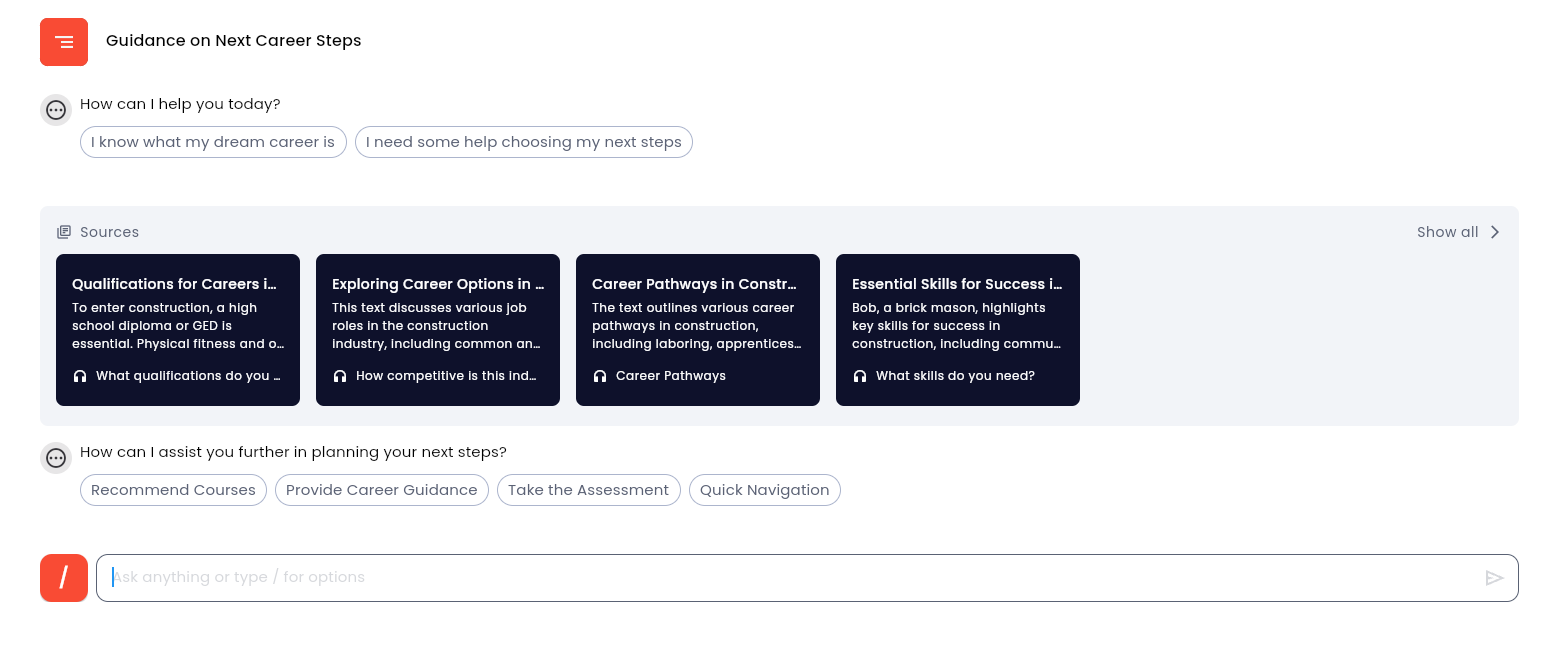 Guidance on Next Career Steps
How can I help you today?
I know what my dream career is
I need some help choosing my next steps
Sources
Show all
Qualifications for Careers i...
To enter construction, a high
school diploma or GED is
essential. Physical fitness and o...
What qualifications do you ...
Exploring Career Options in ...
This text discusses various job
roles in the construction
industry, including common an...
How competitive is this ind...
Career Pathways in Constr...
The text outlines various career
pathways in construction,
including laboring, apprentices...
Career Pathways
Essential Skills for Success i...
Bob, a brick mason, highlights
key skills for success in
construction, including commu...
What skills do you need?
How can I assist you further in planning your next steps?
Recommend Courses
Provide Career Guidance
Take the Assessment
Quick Navigation
/
Ask anything or type / for options